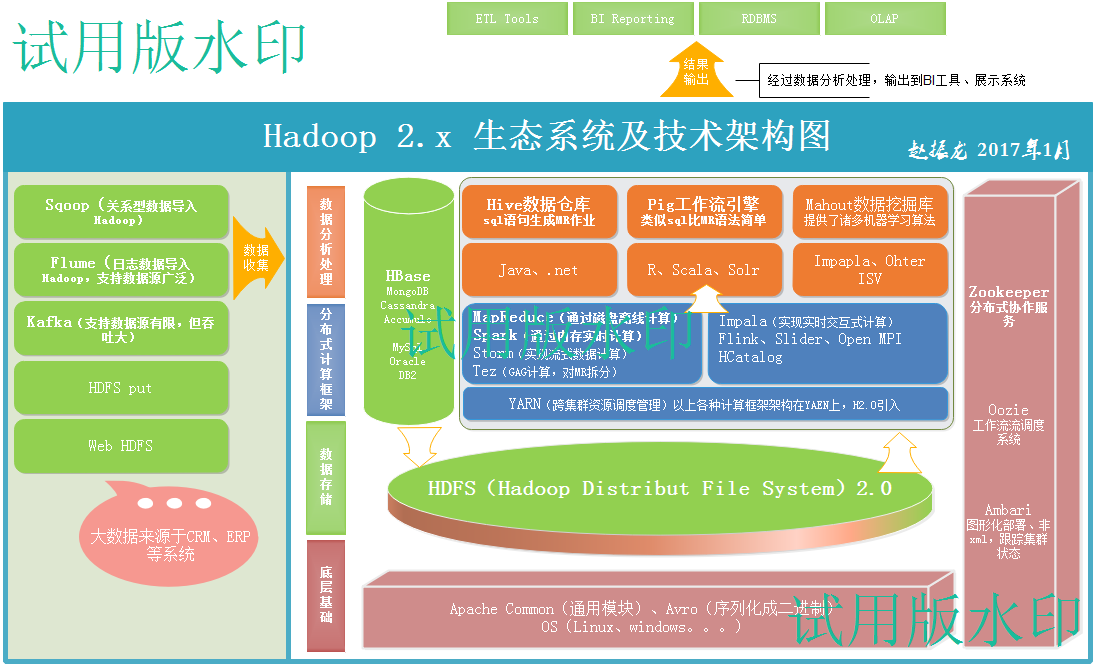 试用版水印
ETL Tools
BI Reporting
RDBMS
OLAP
结果
输出
经过数据分析处理，输出到BI工具、展示系统
Hadoop 2.x 生态系统及技术架构图
赵振龙 2017年1月
Sqoop（关系型数据导入
Hadoop）
Flume（日志数据导入
Hadoop，支持数据源广泛）
Kafka（支持数据源有限，但吞
吐大）
HDFS put
Web HDFS
数据
收集
大数据来源于CRM、ERP
等系统
数据分析处理
分布式计算框架
数据存储
底层基础
HBase
MongoDB
Cassandra
Accumulo
MySql
Oracle
DB2
Hive数据仓库
sql语句生成MR作业
Pig工作流引擎
类似sql比MR语法简单
Mahout数据挖掘库
提供了诸多机器学习算法
Java、.net
R、Scala、Solr
Impapla、Ohter
ISV
MapReduce（通过磁盘离线计算）
Spark（通过内存实时计算）
Storm（实现流式数据计算）
Tez（GAG计算，对MR拆分）
Impala（实现实时交互式计算）
Flink、Slider、Open MPI
HCatalog
试用版水印
YARN（跨集群资源调度管理）以上各种计算框架架构在YAEN上，H2.0引入
HDFS（Hadoop Distribut File System）2.0
Zookeeper
分布式协作服
务
Oozie
工作流流调度
系统
Ambari
图形化部署、非
xml，跟踪集群
状态
Apache Common（通用模块）、Avro（序列化成二进制）
OS（Linux、windows。。。）
试用版水印